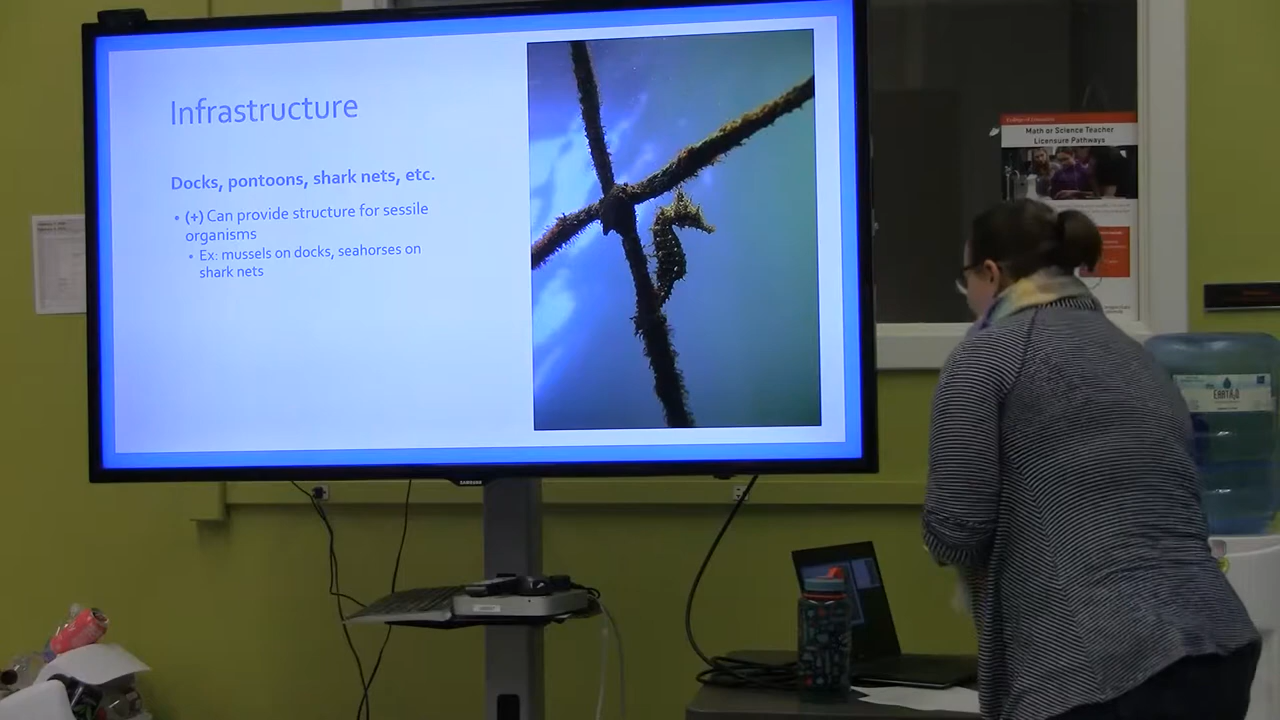 Infrastructure
Docks, pontoons, shark nets, etc.
• (+) Can provide structure for sessile
organisms
• Ex: mussels on docks, seahorses on
shark nets
SAMSUNG
Math or Science Teacher
Licensure Pathways
EARTH2O